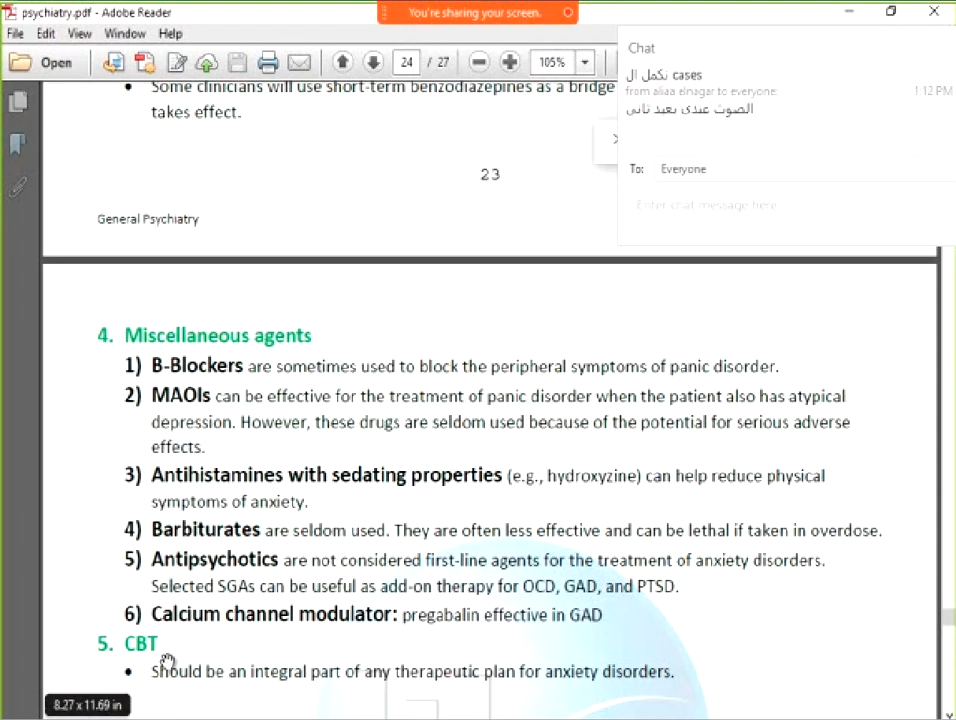 psychiatry.pdf - Adobe Reader
You're sharing your screen.
File Edit View Window Help
Open
24 / 27
105%
Chat
نكمل ال cases
from aliaa elnagar to everyone:
1:12 PM
الصوت عندى بعيد تانى
To: Everyone
Enter chat message here
Some clinicians will use short-term benzodiazepines as a bridge
takes effect.
23
General Psychiatry
4. Miscellaneous agents
1) B-Blockers are sometimes used to block the peripheral symptoms of panic disorder.
2) MAOIs can be effective for the treatment of panic disorder when the patient also has atypical
depression. However, these drugs are seldom used because of the potential for serious adverse
effects.
3) Antihistamines with sedating properties (e.g., hydroxyzine) can help reduce physical
symptoms of anxiety.
4) Barbiturates are seldom used. They are often less effective and can be lethal if taken in overdose.
5) Antipsychotics are not considered first-line agents for the treatment of anxiety disorders.
Selected SGAs can be useful as add-on therapy for OCD, GAD, and PTSD.
6) Calcium channel modulator: pregabalin effective in GAD
5. CBT
• Should be an integral part of any therapeutic plan for anxiety disorders.
8.27 x 11.69 in